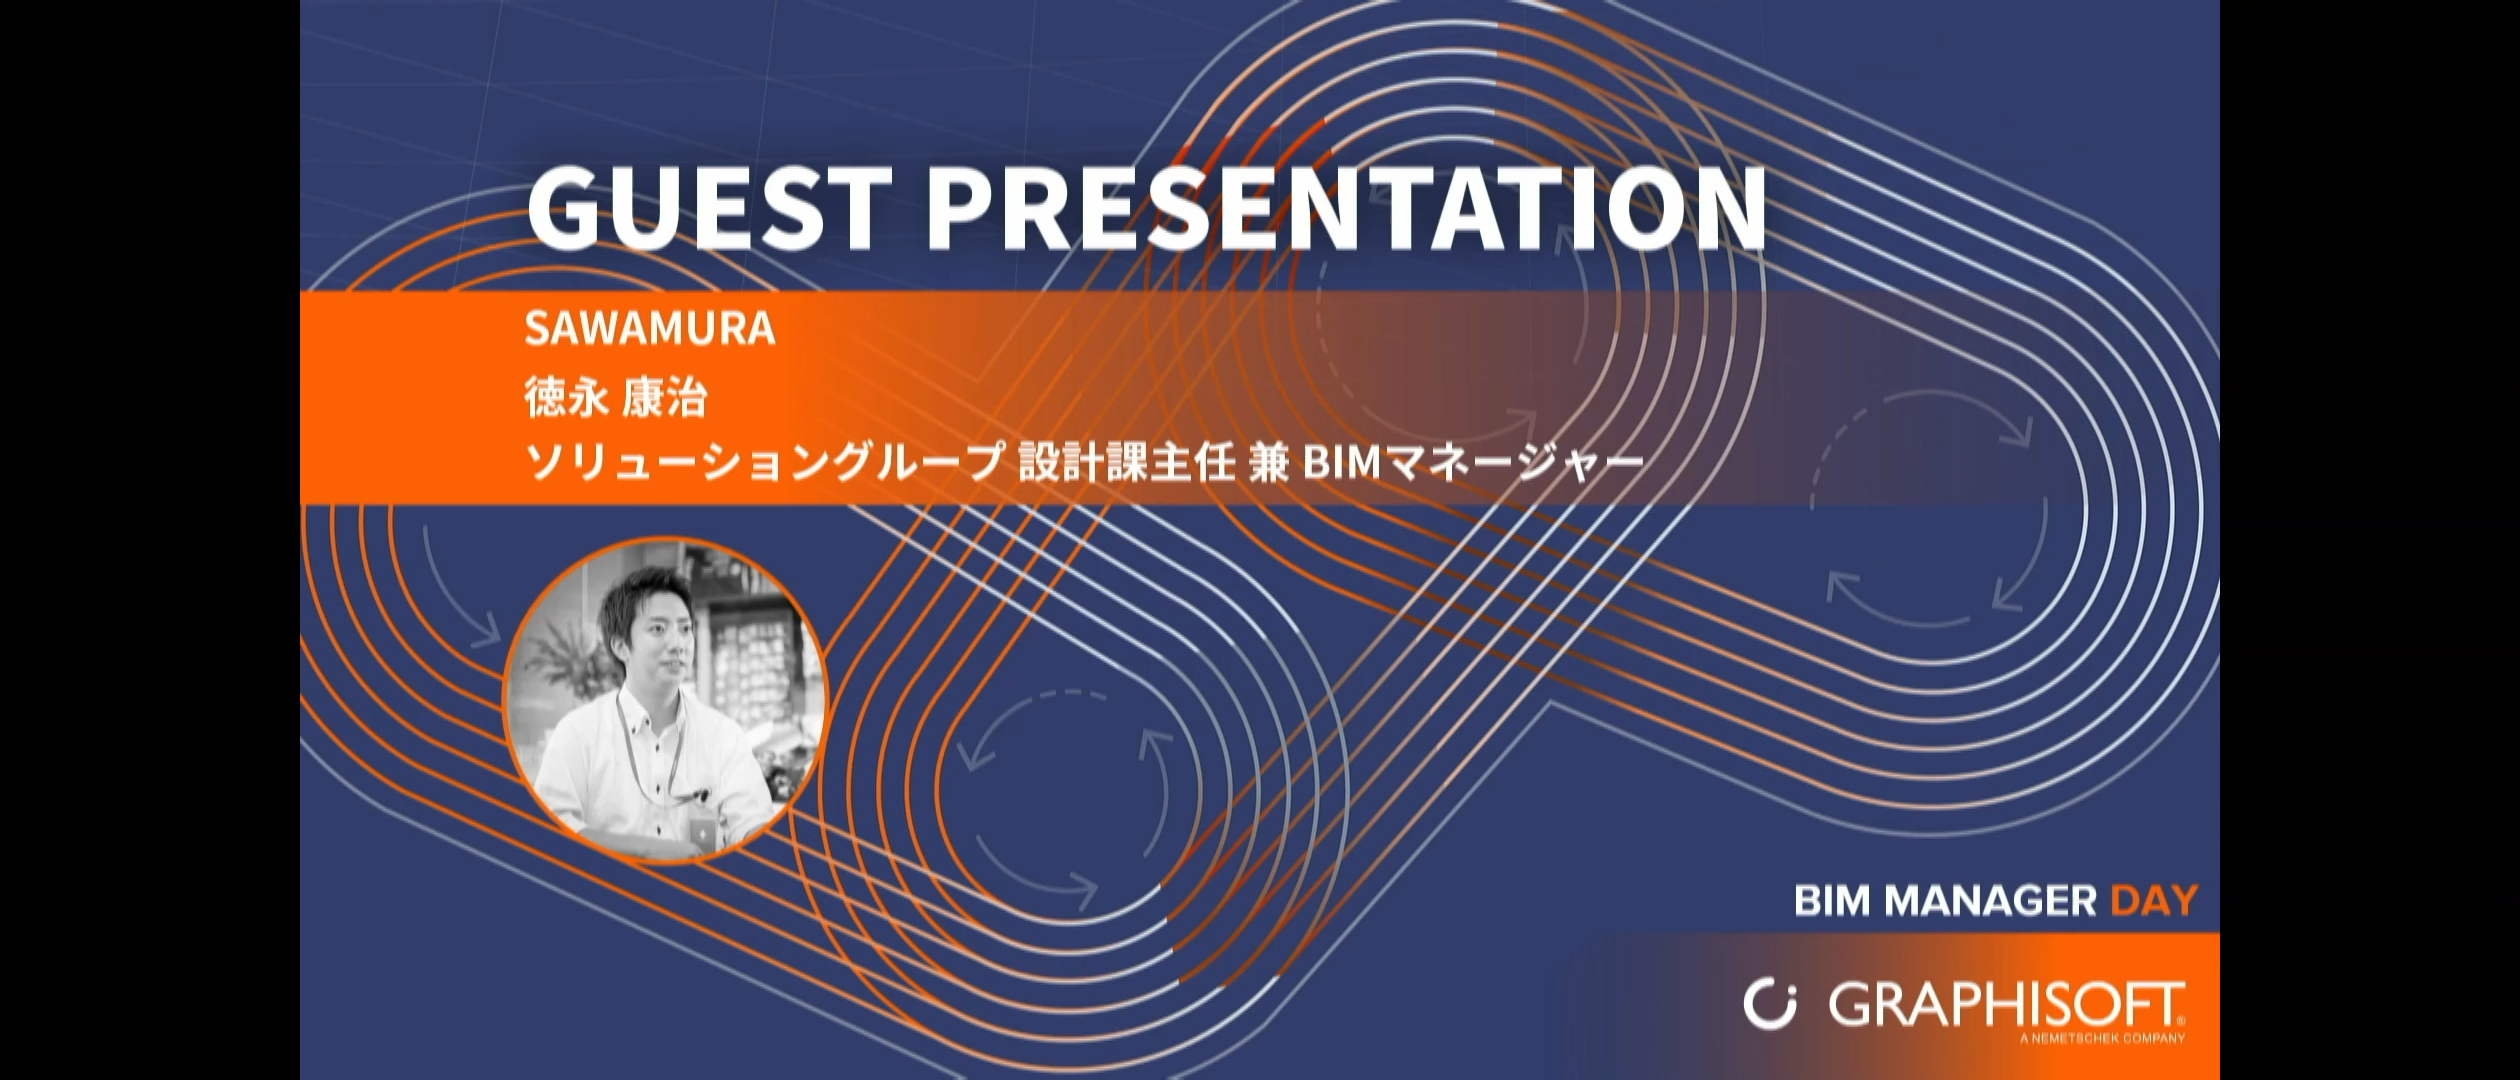 GUEST PRESENTATION
SAWAMURA
徳永 康治
ソリューショングループ 設計課主任 兼 BIMマネージャー
BIM MANAGER DAY
GRAPHISOFT®
A NEMETSCHEK COMPANY